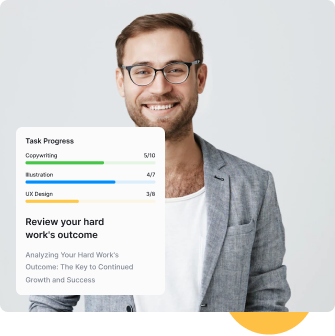 Task Progress
Copywriting 5/10
Illustration 4/7
UX Design 3/8
Review your hard
work's outcome
Analyzing Your Hard Work's
Outcome: The Key to Continued
Growth and Success